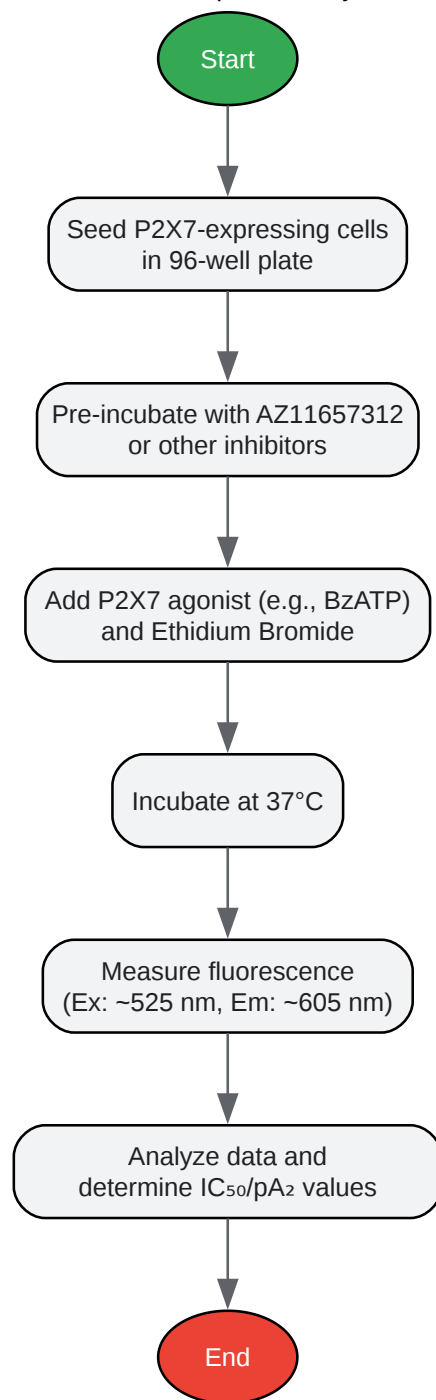 Start
Seed P2X7-expressing cells
in 96-well plate
Pre-incubate with AZ11657312
or other inhibitors
Add P2X7 agonist (e.g., BzATP)
and Ethidium Bromide
Incubate at 37°C
Measure fluorescence
(Ex: ~525 nm, Em: ~605 nm)
Analyze data and
determine IC₅₀/pA₂ values
End